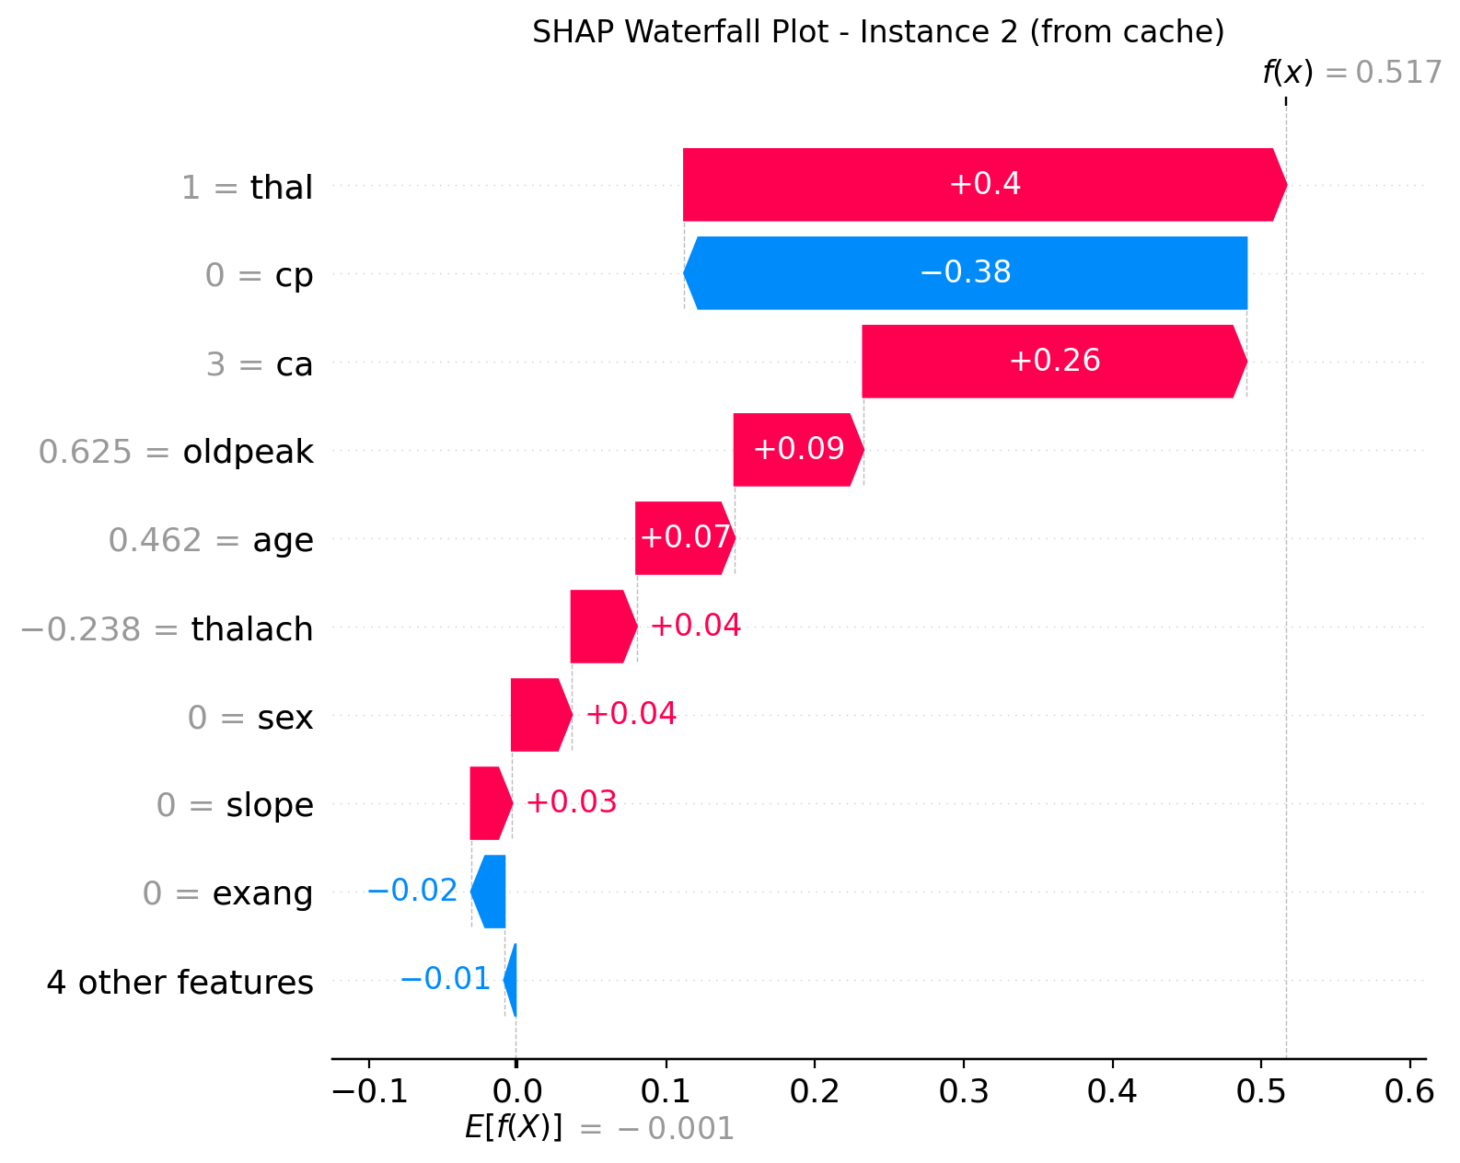 SHAP Waterfall Plot - Instance 2 (from cache)
f(x) = 0.517
1 = thal
+0.4
0 = cp
−0.38
3 = ca
+0.26
0.625 = oldpeak
+0.09
0.462 = age
+0.07
−0.238 = thalach
+0.04
0 = sex
+0.04
0 = slope
+0.03
0 = exang
−0.02
4 other features
−0.01
−0.1 0.0 0.1 0.2 0.3 0.4 0.5 0.6
E[f(X)] = −0.001